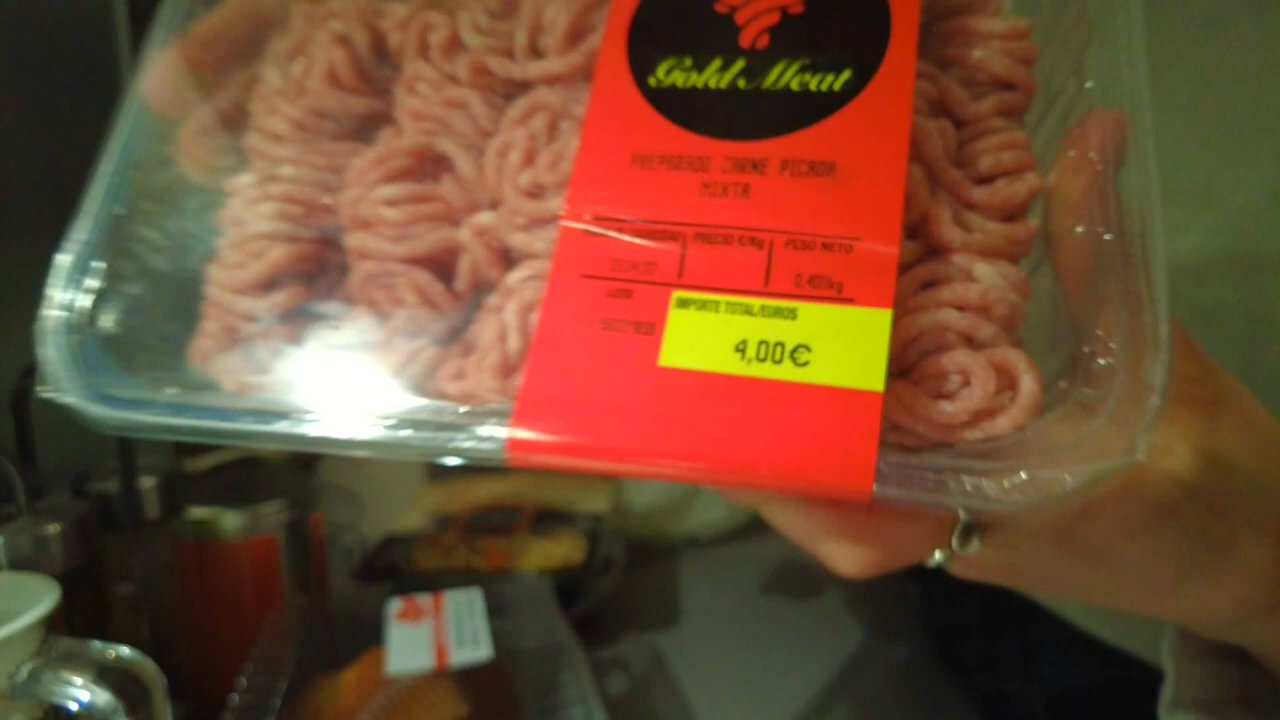 Gold Meat
PREPARADO CARNE PICADA
MIXTA
PRECIO €/Kg
PESO NETO
0.400kg
LOTE
IMPORTE TOTAL/EUROS
4,00€